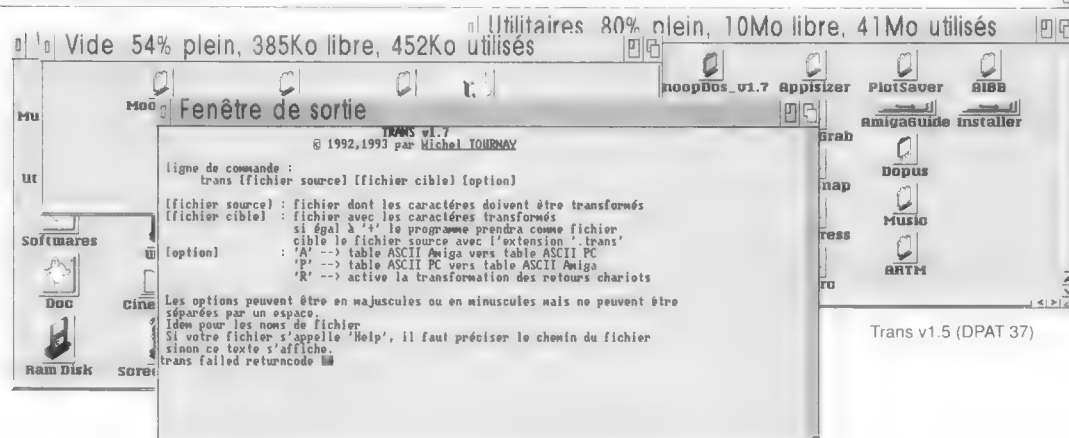 Utilitaires 80% plein, 10Mo libre, 41Mo utilisés
Vide 54% plein, 385Ko libre, 452Ko utilisés
noopDos_v1.7 Appisizer PlotSaver AIBB
AmigaGuide Installer
Dopus
Music
ARTM
Softwares
Doc
Ram Disk
Fenêtre de sortie
TRANS v1.7
© 1992,1993 par Michel TOURNAY
ligne de commande :
trans [fichier source] [fichier cible] [option]
[fichier source] : fichier dont les caractéres doivent être transformés
[fichier cible] : fichier avec les caractéres transformés
si égal à '+' le programme prendra comme fichier
cible le fichier source avec l'extension '.trans'
[option] : 'A' --> table ASCII Amiga vers table ASCII PC
'P' --> table ASCII PC vers table ASCII Amiga
'R' --> active la transformation des retours chariots
Les options peuvent être en majuscules ou en minuscules mais ne peuvent être
séparées par un espace.
Idem pour les noms de fichier
Si votre fichier s'appelle 'Help', il faut préciser le chemin du fichier
sinon ce texte s'affiche.
trans failed returncode
Trans v1.5 (DPAT 37)